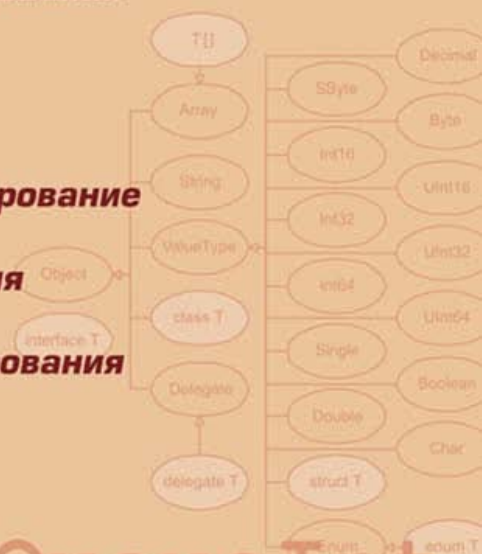 T[]
Decimal
SByte
Array
Byte
Int16
String
рование
UInt16
Int32
ValueType
UInt32
Object
ия
Int64
class T
UInt64
interface T
Single
ования
Delegate
Boolean
Double
Char
delegate T
struct T
Enum
enum T